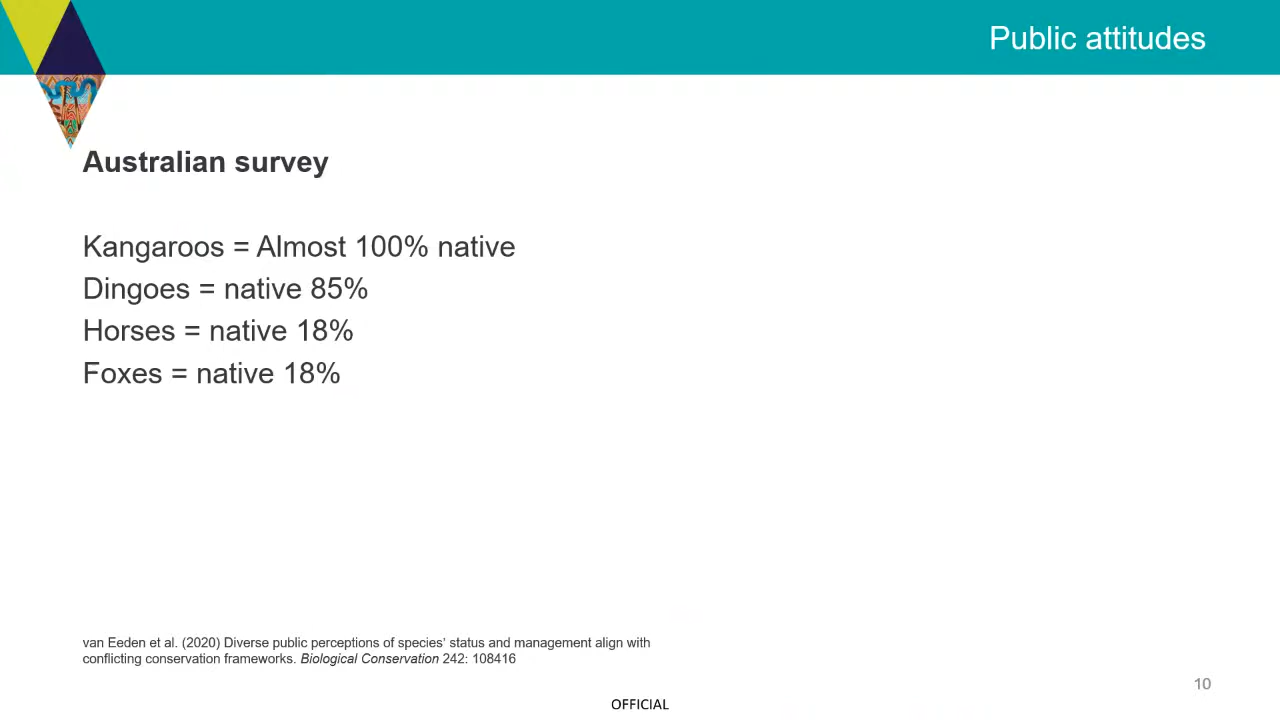 Public attitudes
Australian survey
Kangaroos = Almost 100% native
Dingoes = native 85%
Horses = native 18%
Foxes = native 18%
van Eeden et al. (2020) Diverse public perceptions of species' status and management align with
conflicting conservation frameworks. Biological Conservation 242: 108416
10
OFFICIAL